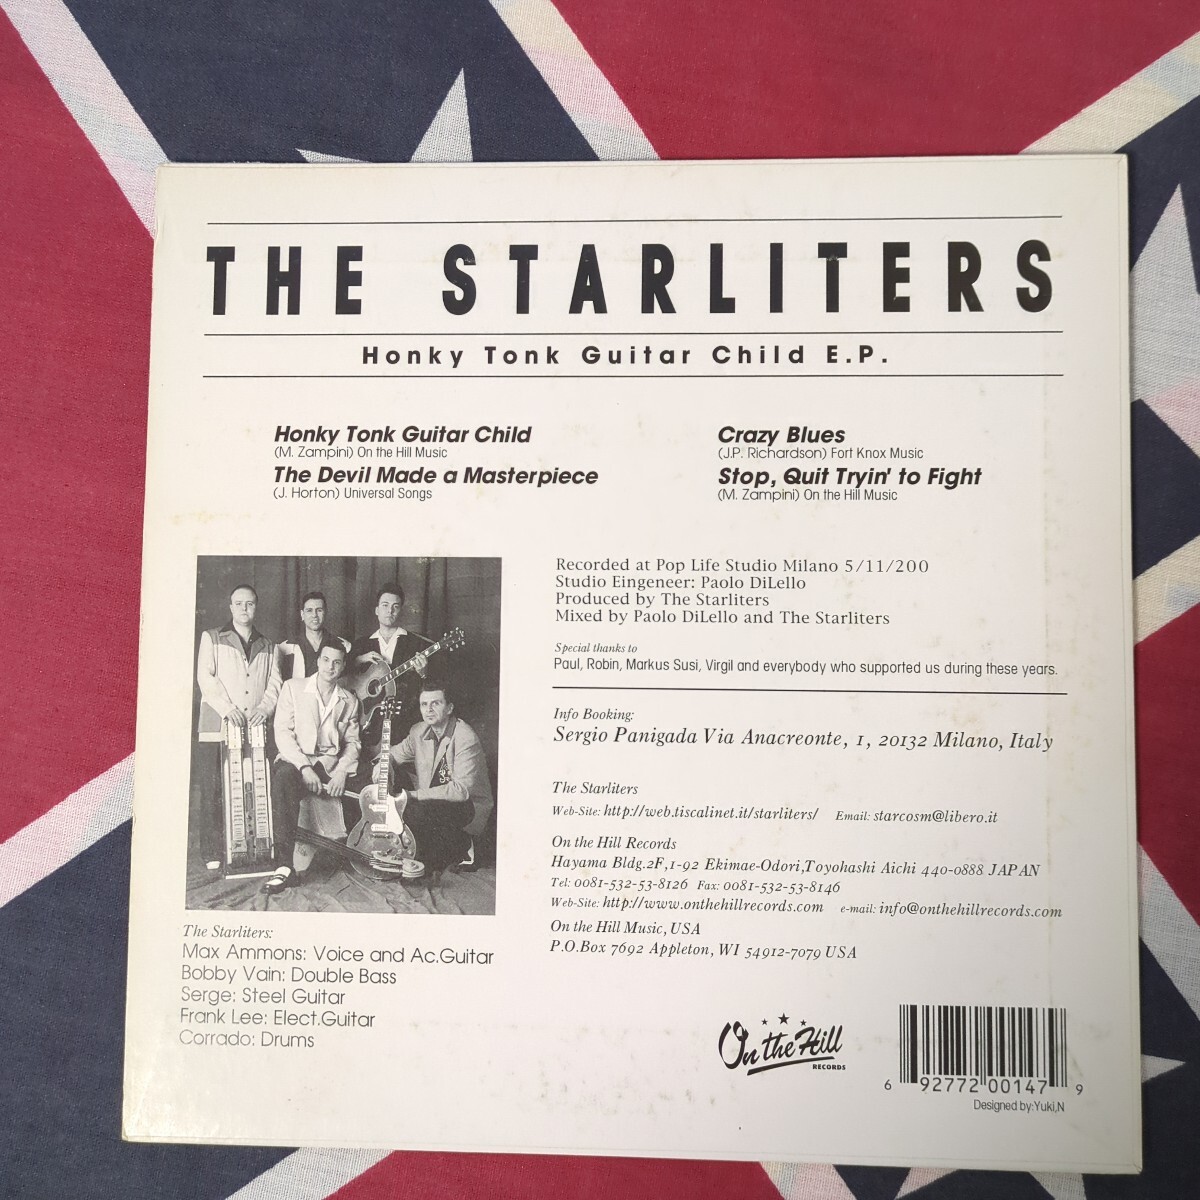 THE STARLITERS
Honky Tonk Guitar Child E.P.
Honky Tonk Guitar Child
(M. Zampini) On the Hill Music
The Devil Made a Masterpiece
(J. Horton) Universal Songs
Crazy Blues
(J.P. Richardson) Fort Knox Music
Stop, Quit Tryin' to Fight
(M. Zampini) On the Hill Music
Recorded at Pop Life Studio Milano 5/11/200
Studio Eingeneer: Paolo DiLello
Produced by The Starliters
Mixed by Paolo DiLello and The Starliters
Special thanks to
Paul, Robin, Markus Susi, Virgil and everybody who supported us during these years.
Info Booking:
Sergio Panigada Via Anacreonte, 1, 20132 Milano, Italy
The Starliters
Web-Site: http://web.tiscalinet.it/starliters/ Email: starcosm@libero.it
On the Hill Records
Hayama Bldg.2F,1-92 Ekimae-Odori,Toyohashi Aichi 440-0888 JAPAN
Tel: 0081-532-53-8126 Fax: 0081-532-53-8146
Web-Site: http://www.onthehillrecords.com e-mail: info@onthehillrecords.com
On the Hill Music, USA
P.O.Box 7692 Appleton, WI 54912-7079 USA
The Starliters:
Max Ammons: Voice and Ac.Guitar
Bobby Vain: Double Bass
Serge: Steel Guitar
Frank Lee: Elect.Guitar
Corrado: Drums
On the Hill
RECORDS
6 92772 00147 9
Designed by:Yuki,N